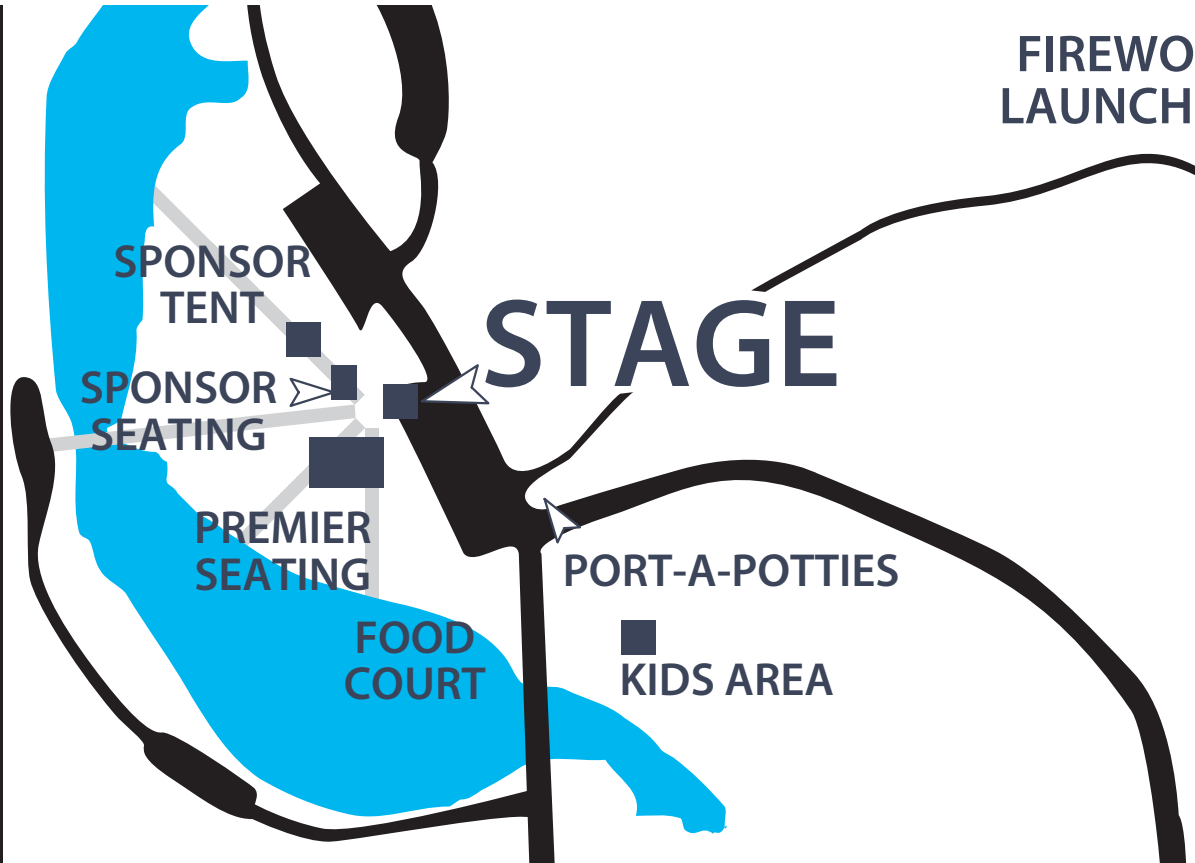 FIREWO
LAUNCH
SPONSOR
TENT
STAGE
SPONSOR
SEATING
PREMIER
SEATING
PORT-A-POTTIES
FOOD
COURT
KIDS AREA